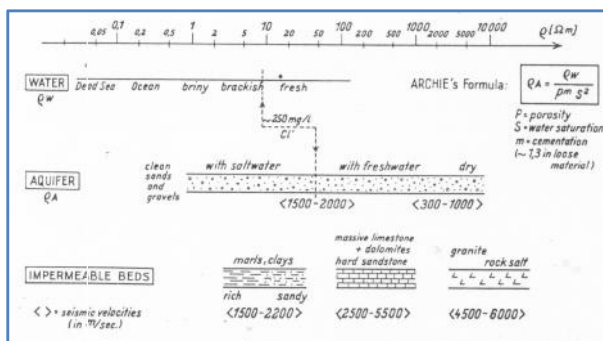 0,1 1 10 100 1000 10000 ϱ[Ωm]
0,05 0,2 0,5 2 5 20 50 200 500 2000 5000
WATER
ϱw
Dead Sea Ocean briny brackish fresh
ARCHIE's Formula:
ϱA = ϱw / pm s2
~250 mg/l
Cl-
P= porosity
S= water saturation
m= cementation
(~ 1,3 in loose
material)
AQUIFER
ϱA
clean
sands
and
gravels
with saltwater with freshwater dry
<1500-2000> <300-1000>
IMPERMEABLE BEDS
marls, clays
rich sandy
<1500-2200>
massive limestone
+ dolomites
hard sandstone
<2500-5500>
granite
rock salt
<4500-6000>
< > = seismic velocities
(in m/sec.)